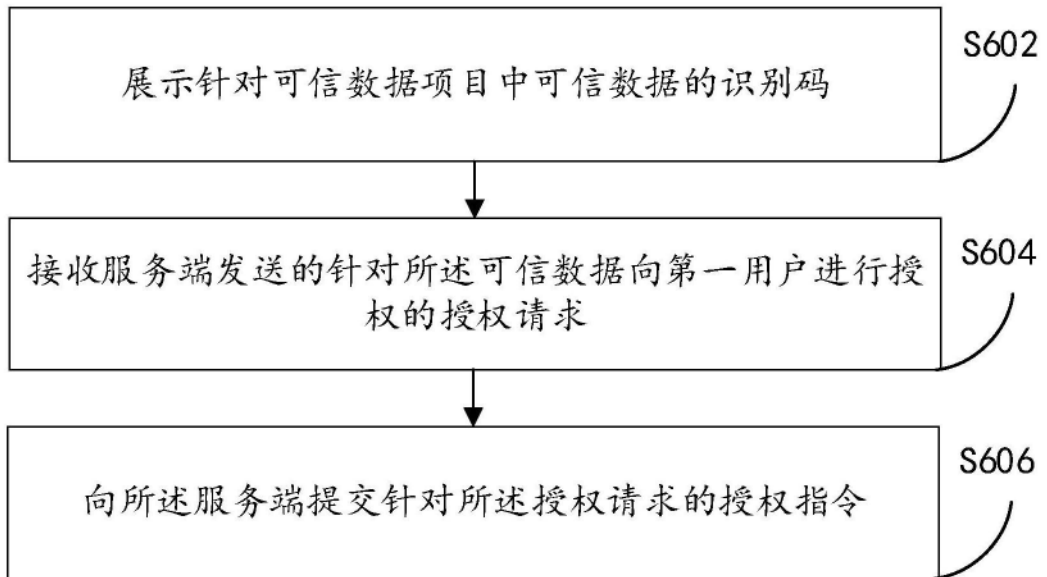 展示针对可信数据项目中可信数据的识别码
S602
接收服务端发送的针对所述可信数据向第一用户进行授
权的授权请求
S604
向所述服务端提交针对所述授权请求的授权指令
S606